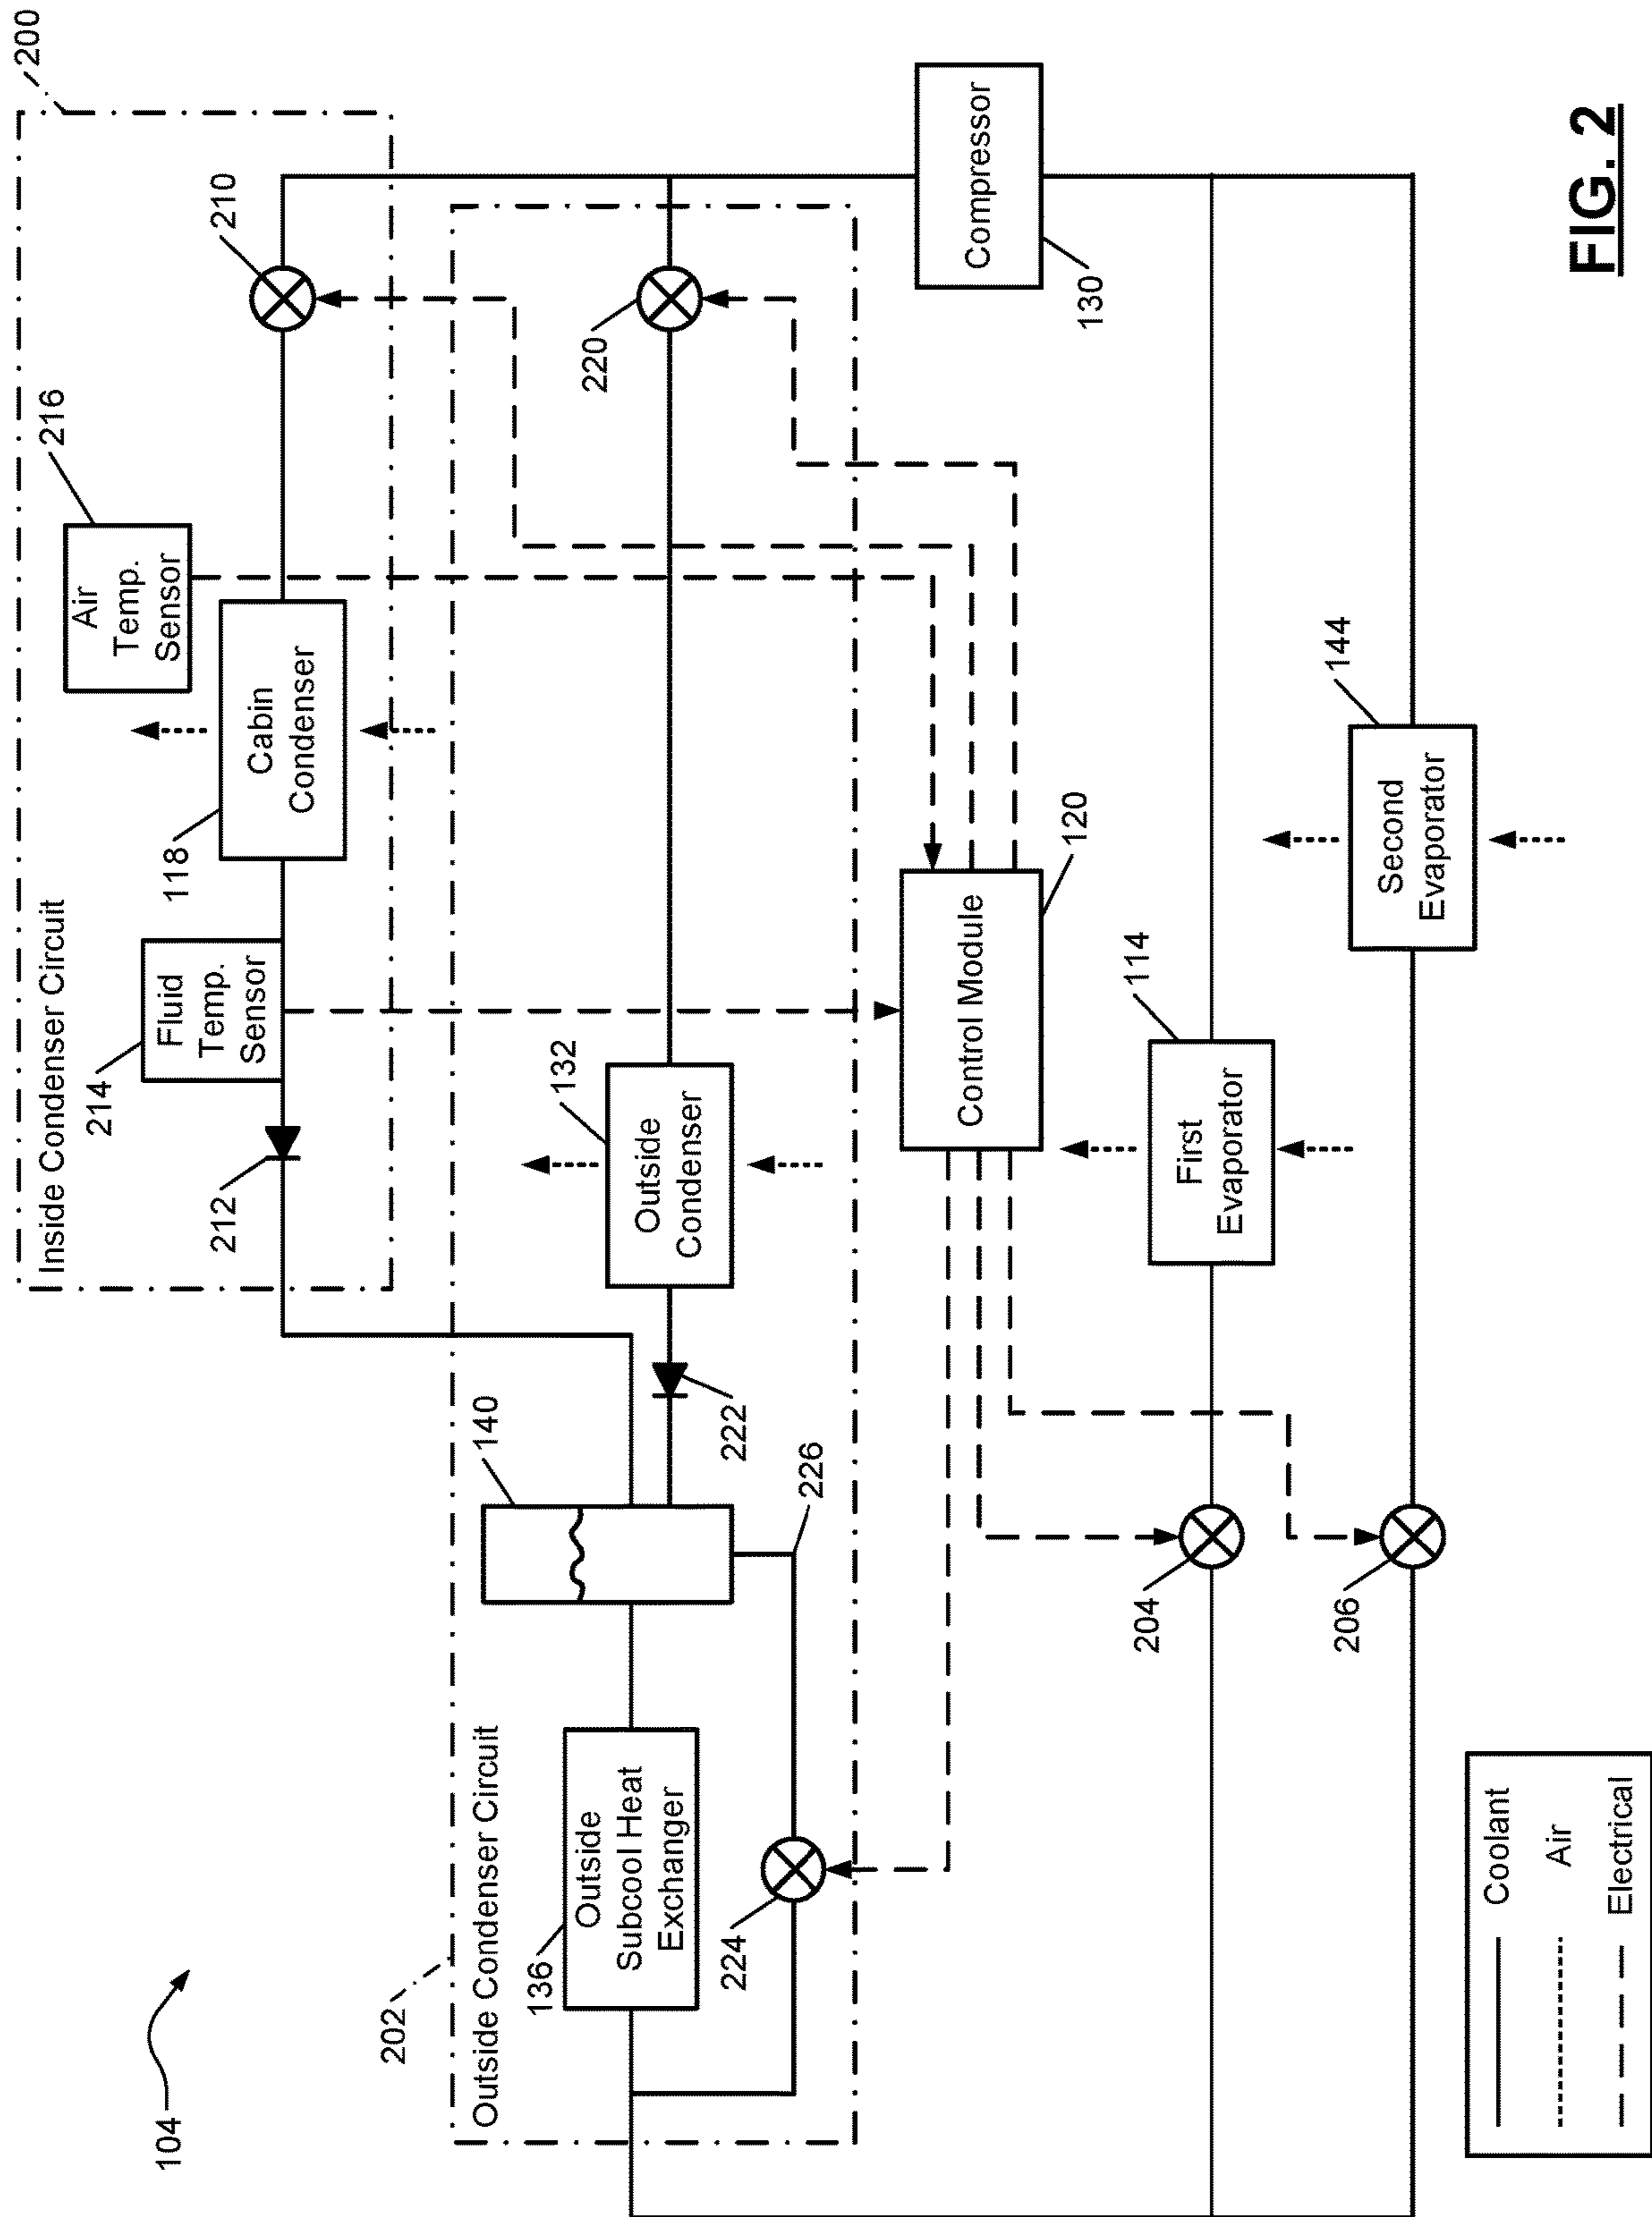 Inside Condenser Circuit
200
216
Air
Temp.
Sensor
214
Fluid
Temp.
Sensor
104
118
210
212
Cabin
Condenser
202
Outside Condenser Circuit
140
136
132
220
Outside
Subcool Heat
Exchanger
Outside
Condenser
224
222
226
Control Module
Compressor
120
130
114
204
First
Evaporator
144
206
Second
Evaporator
Coolant
Air
Electrical
FIG. 2